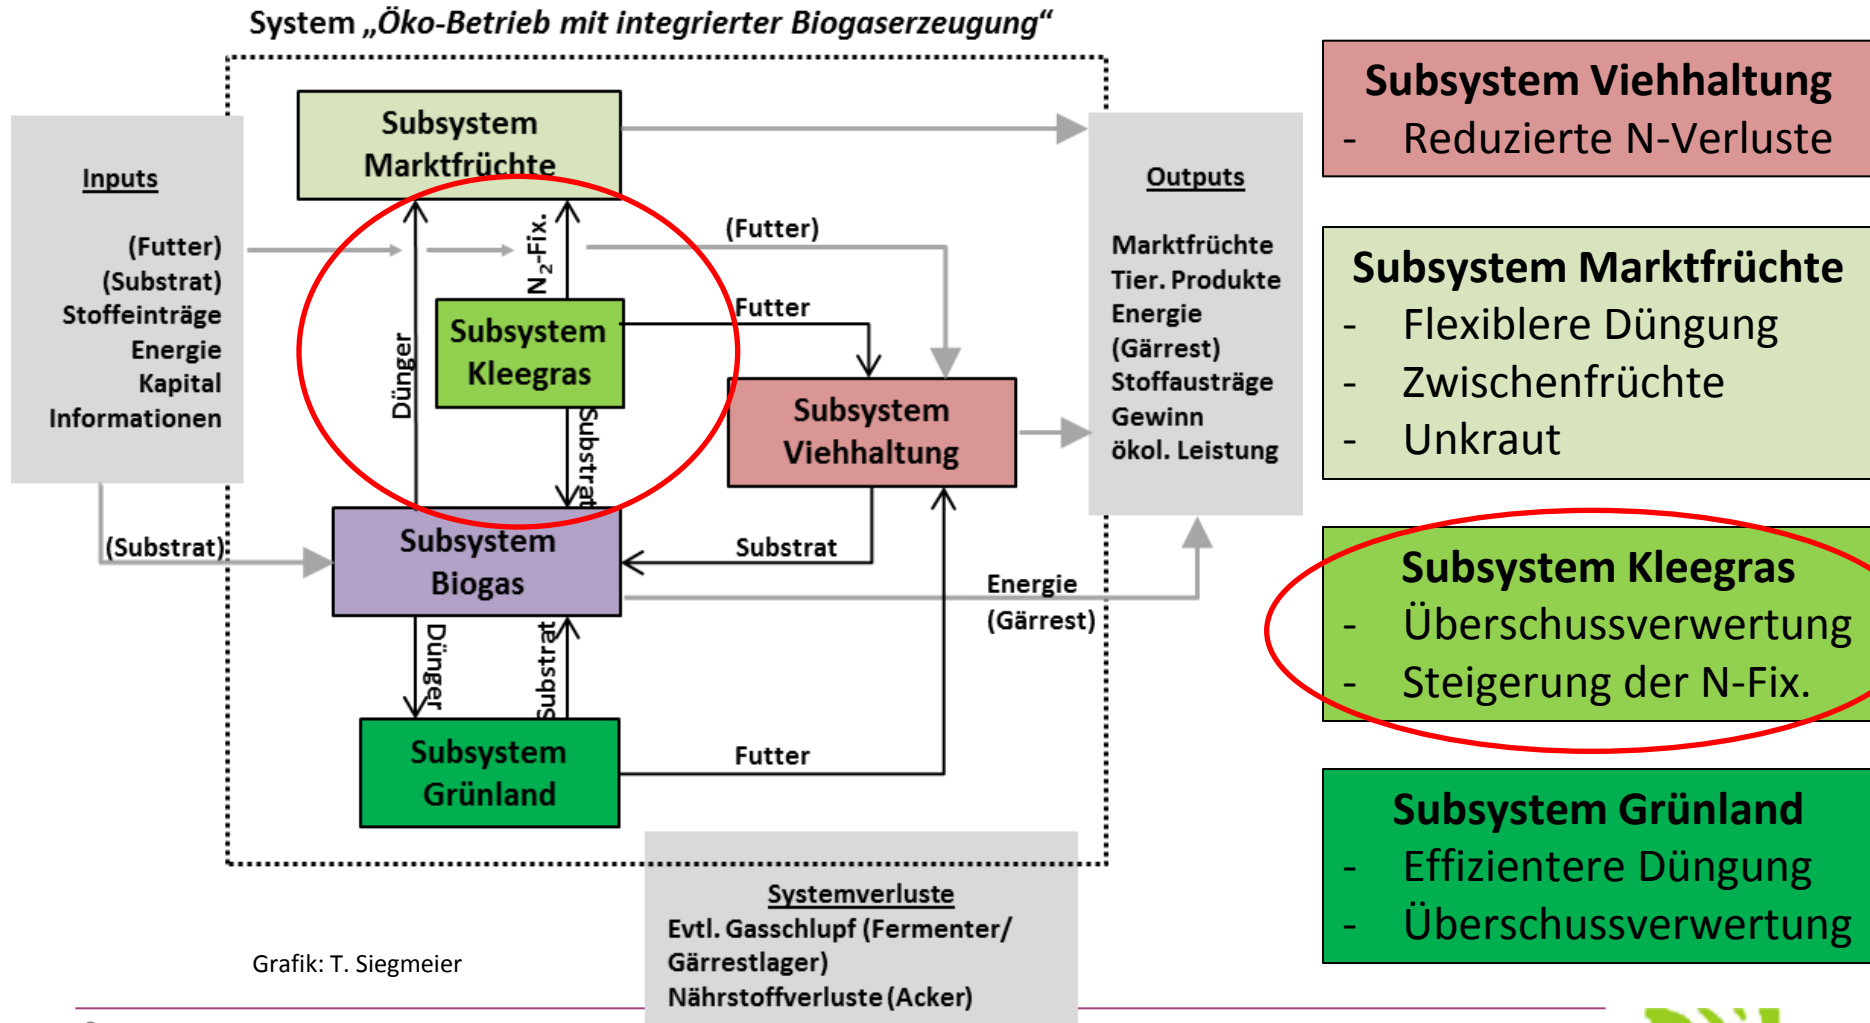 System „Öko-Betrieb mit integrierter Biogaserzeugung“
Inputs
(Futter)
(Substrat)
Stoffeinträge
Energie
Kapital
Informationen
(Substrat)
Subsystem
Marktfrüchte
Dünger
N₂-Fix.
(Futter)
Subsystem
Kleegras
Futter
Substrat
Subsystem
Viehhaltung
Subsystem
Biogas
Substrat
Energie
(Gärrest)
Dünger
Substrat
Subsystem
Grünland
Futter
Outputs
Marktfrüchte
Tier. Produkte
Energie
(Gärrest)
Stoffausträge
Gewinn
ökol. Leistung
Systemverluste
Evtl. Gasschlupf (Fermenter/
Gärrestlager)
Nährstoffverluste (Acker)
Grafik: T. Siegmeier
Subsystem Viehhaltung
- Reduzierte N-Verluste
Subsystem Marktfrüchte
- Flexiblere Düngung
- Zwischenfrüchte
- Unkraut
Subsystem Kleegras
- Überschussverwertung
- Steigerung der N-Fix.
Subsystem Grünland
- Effizientere Düngung
- Überschussverwertung